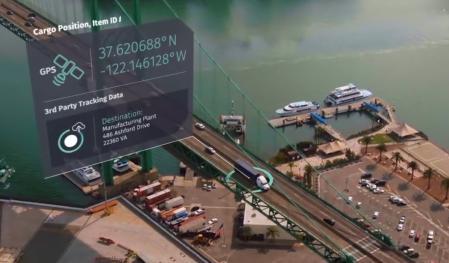 Cargo Position, Item ID /
GPS
37.620688°N
-122.146128°W
3rd Party Tracking Data
Destination:
Manufacturing Plant
486 Ashford Drive
22360 VA